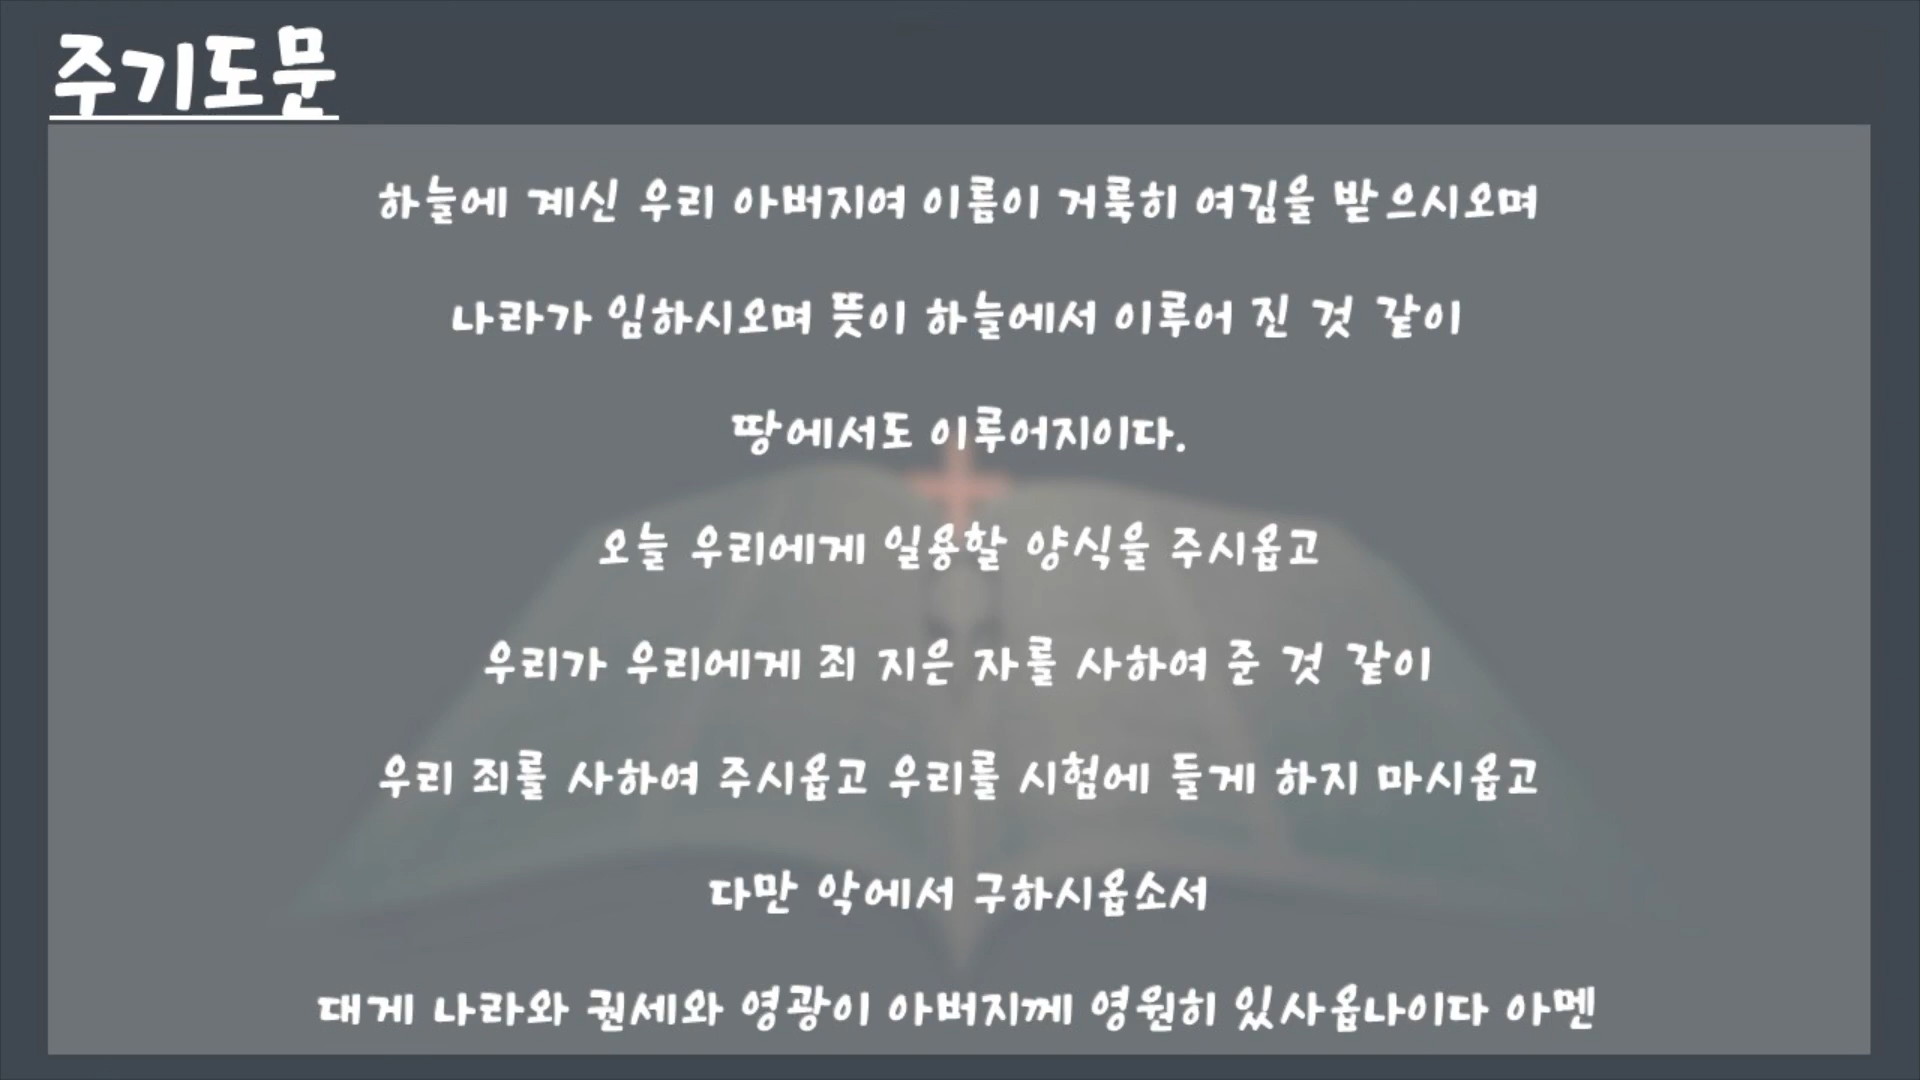 주기도문
하늘에 계신 우리 아버지여 이름이 거룩히 여김을 받으시오며
나라가 임하시오며 뜻이 하늘에서 이루어 진 것 같이
땅에서도 이루어지이다.
오늘 우리에게 일용할 양식을 주시옵고
우리가 우리에게 죄 지은 자를 사하여 준 것 같이
우리 죄를 사하여 주시옵고 우리를 시험에 들게 하지 마시옵고
다만 악에서 구하시옵소서
대게 나라와 권세와 영광이 아버지께 영원히 있사옵나이다 아멘